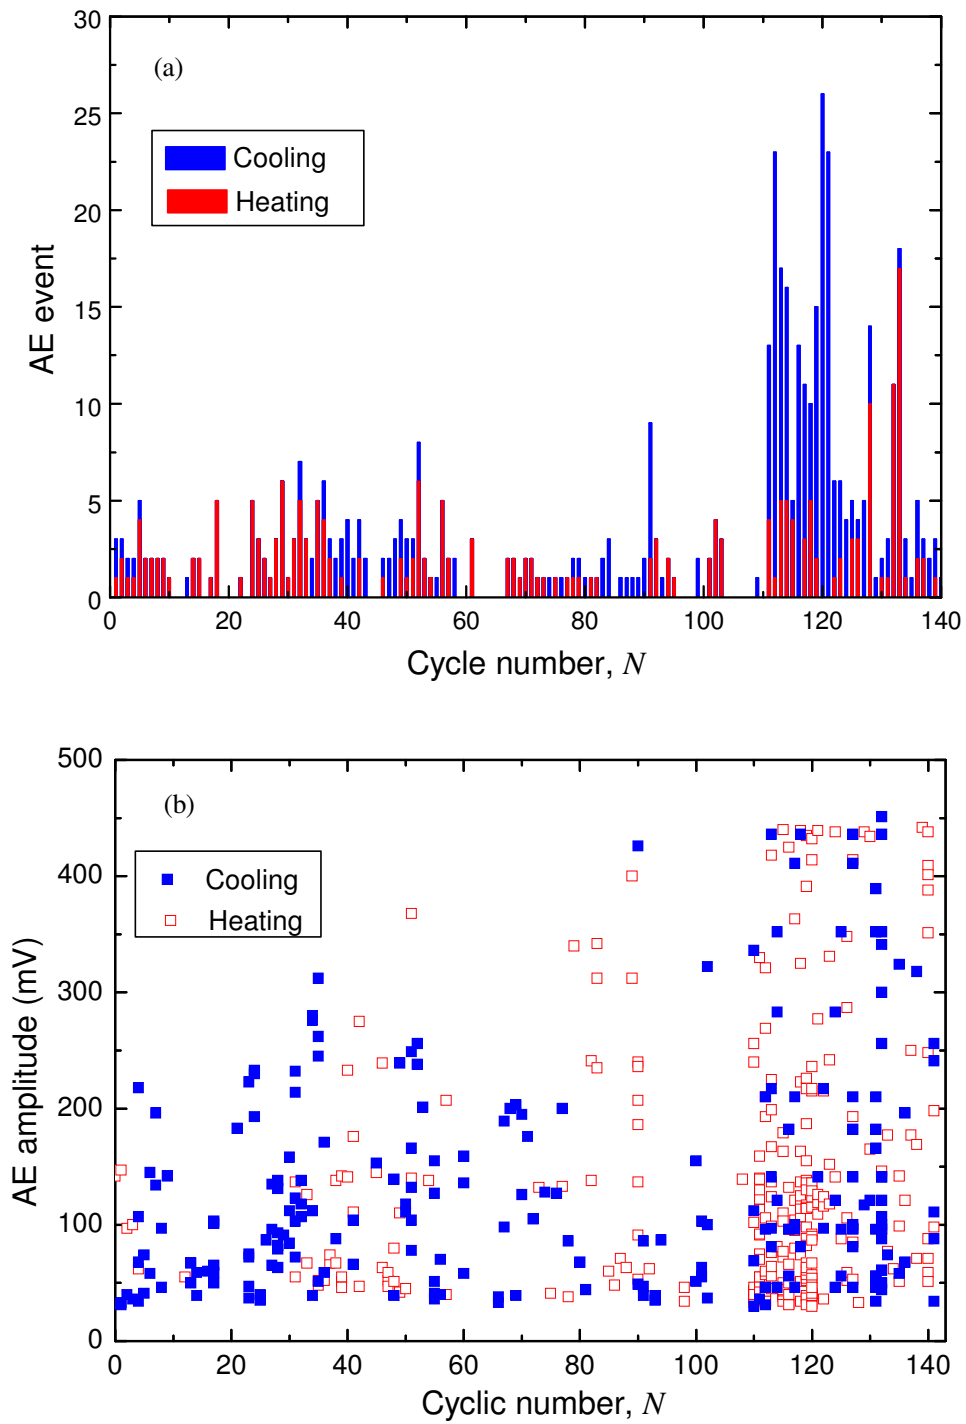 30
(a)
25
Cooling
Heating
20
AE event
15
10
5
0
0 20 40 60 80 100 120 140
Cycle number, N
500
(b)
Cooling
Heating
400
AE amplitude (mV)
300
200
100
0
0 20 40 60 80 100 120 140
Cyclic number, N